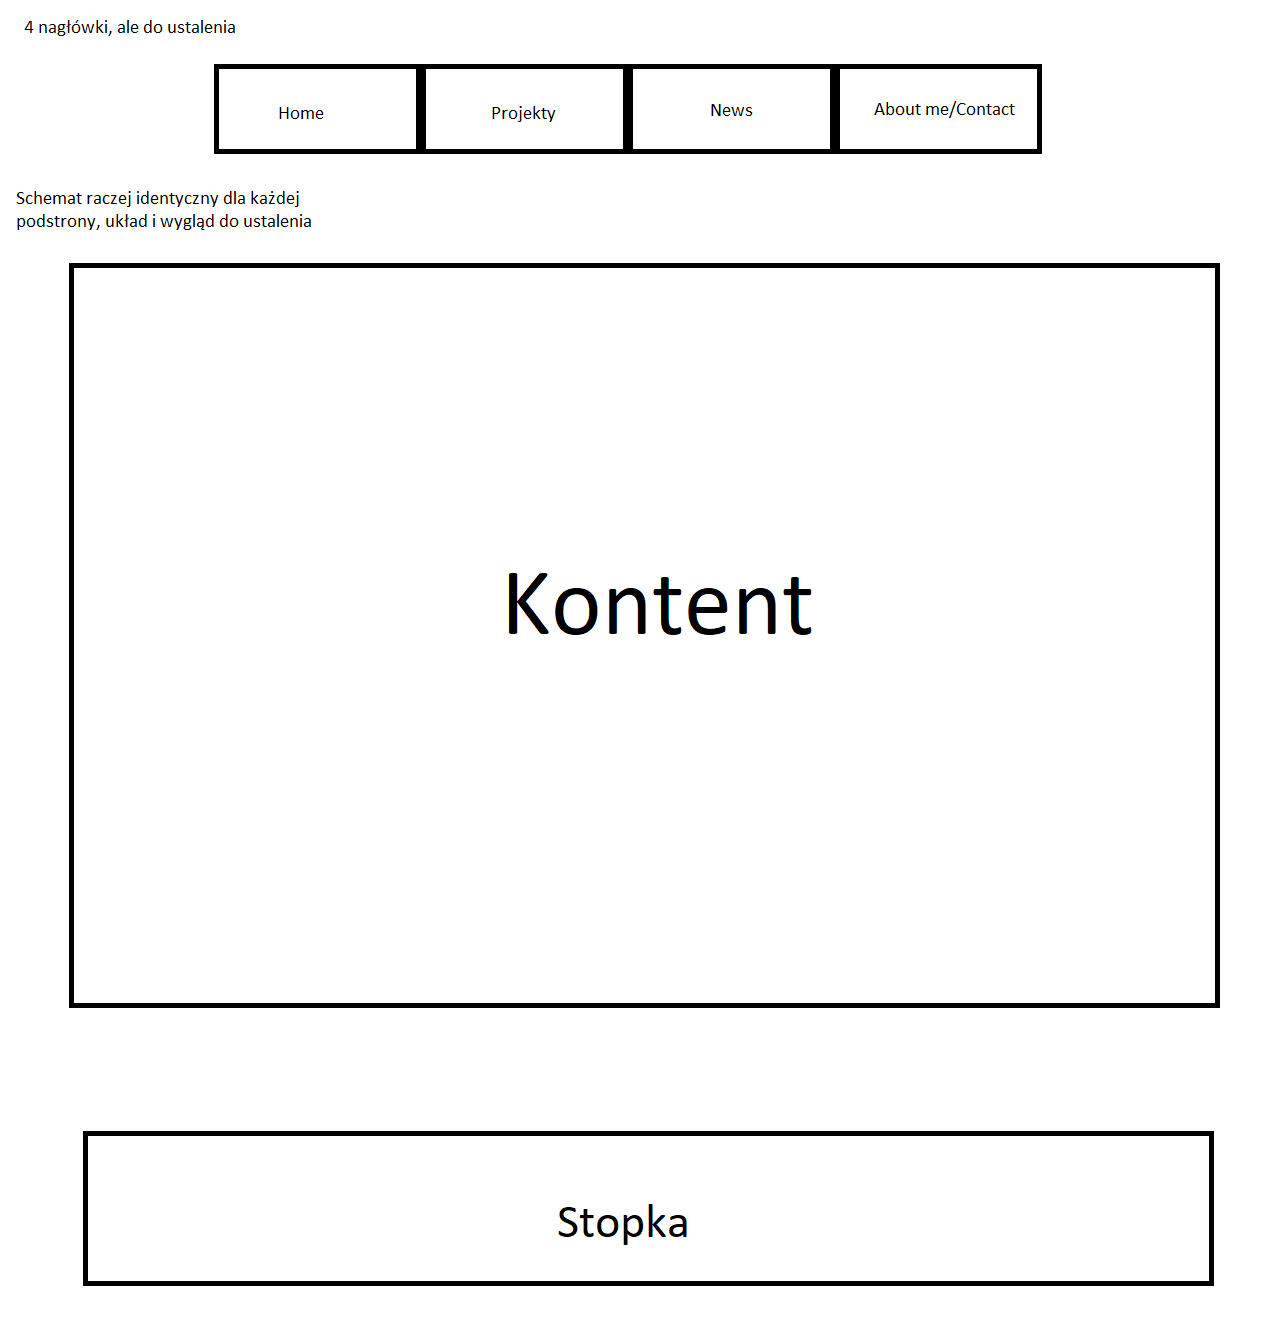 4 nagłówki, ale do ustalenia
Home
Projekty
News
About me/Contact
Schemat raczej identyczny dla każdej
podstrony, układ i wygląd do ustalenia
Kontent
Stopka